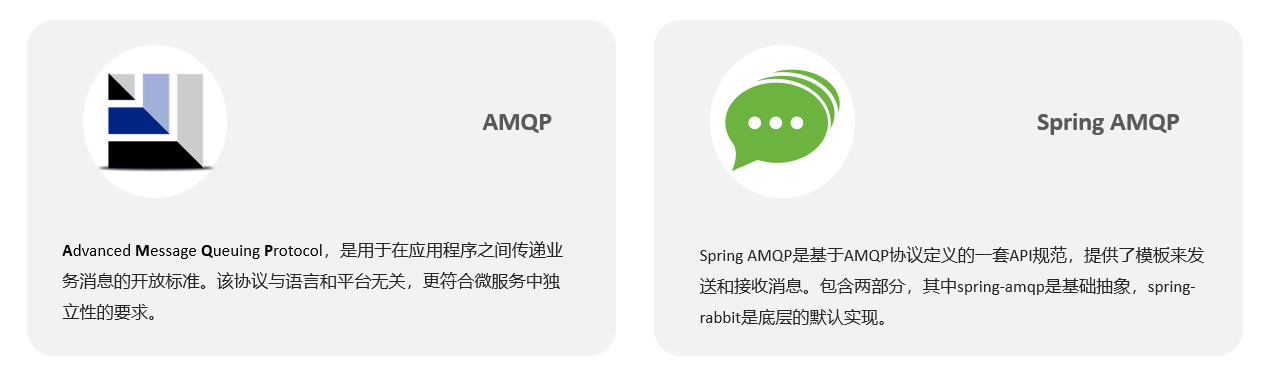 AMQP
Advanced Message Queuing Protocol，是用于在应用程序之间传递业
务消息的开放标准。该协议与语言和平台无关，更符合微服务中独
立性的要求。
Spring AMQP
Spring AMQP是基于AMQP协议定义的一套API规范，提供了模板来发
送和接收消息。包含两部分，其中spring-amqp是基础抽象，spring-
rabbit是底层的默认实现。